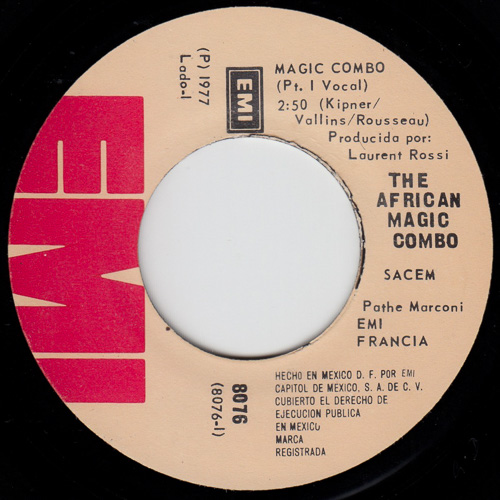 EMI
(P) 1977
Lado-I
EMI
MAGIC COMBO
(Pt. I Vocal)
2:50 (Kipner/
Vallins/Rousseau)
Producida por:
Laurent Rossi
THE
AFRICAN
MAGIC
COMBO
SACEM
Pathe Marconi
EMI
FRANCIA
8076
(8076-I)
HECHO EN MEXICO D. F. POR EMI
CAPITOL DE MEXICO, S. A. DE C. V.
CUBIERTO EL DERECHO DE
EJECUCION PUBLICA
EN MEXICO
MARCA
REGISTRADA